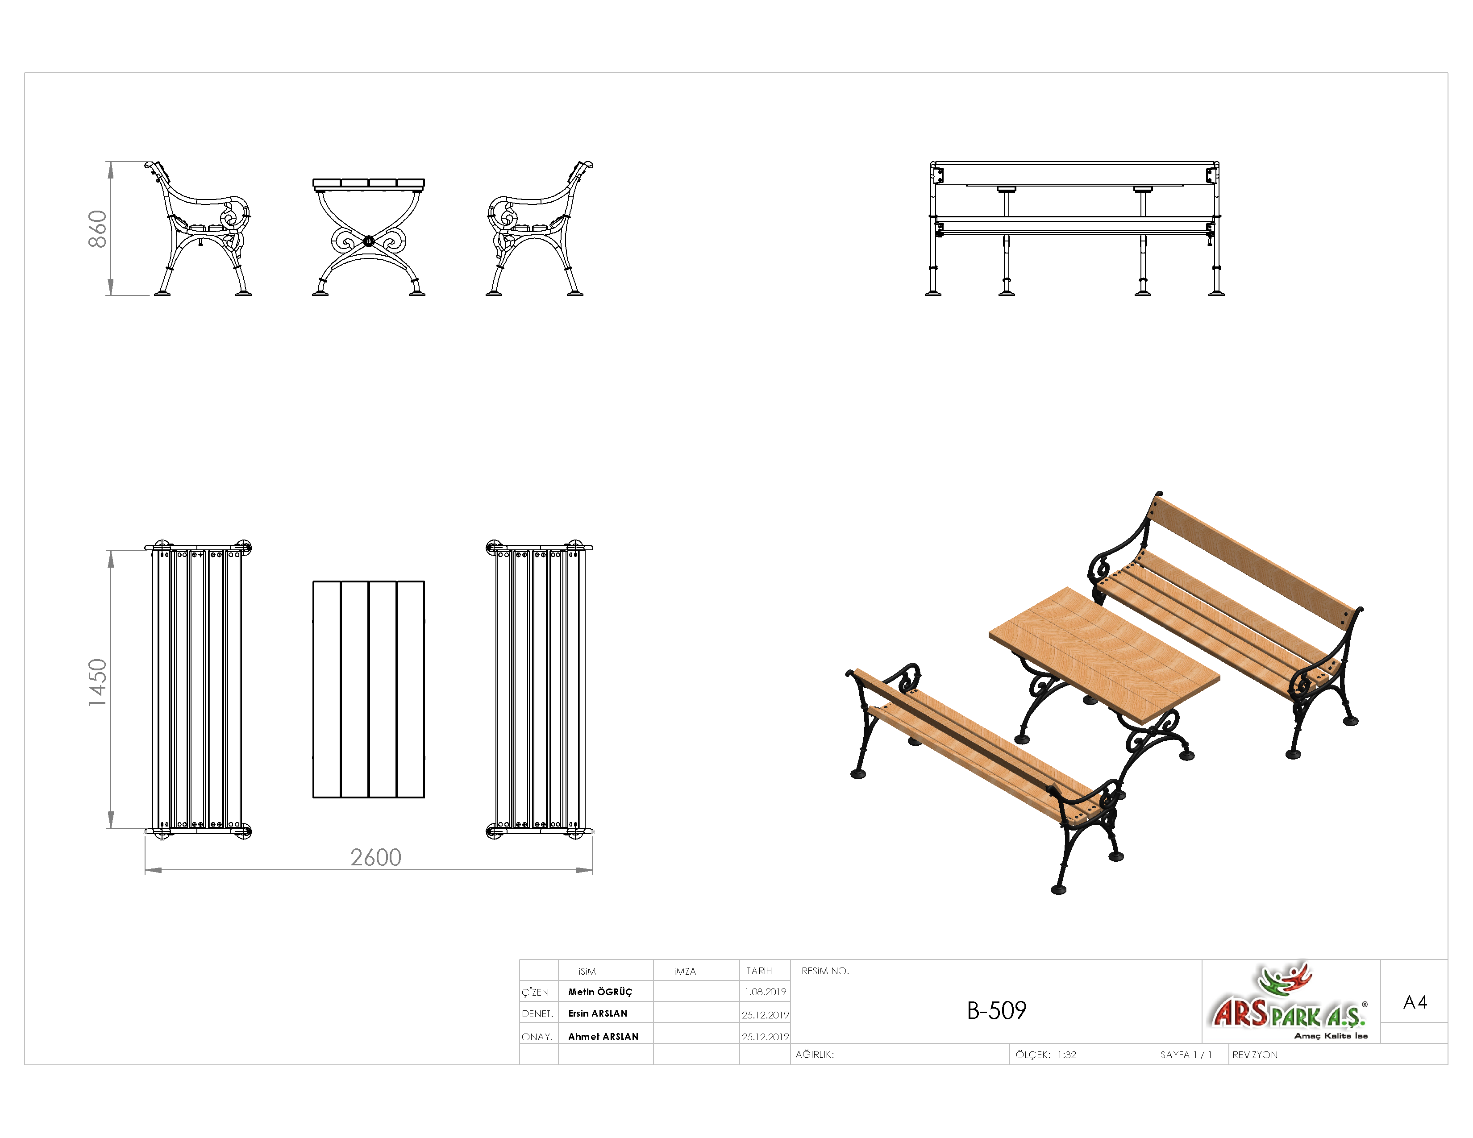 860
1450
2600
İSİM
İMZA
TARİH
RESİM NO.
ÇİZEN.
Metin ÖGRÜÇ
1.08.2019
DENET.
Ersin ARSLAN
25.12.2019
ONAY.
Ahmet ARSLAN
25.12.2019
B-509
ARSPARK A.Ş.®
Amaç Kalite İse
A4
AĞIRLIK:
ÖLÇEK: 1:32
SAYFA 1 / 1
REVİZYON